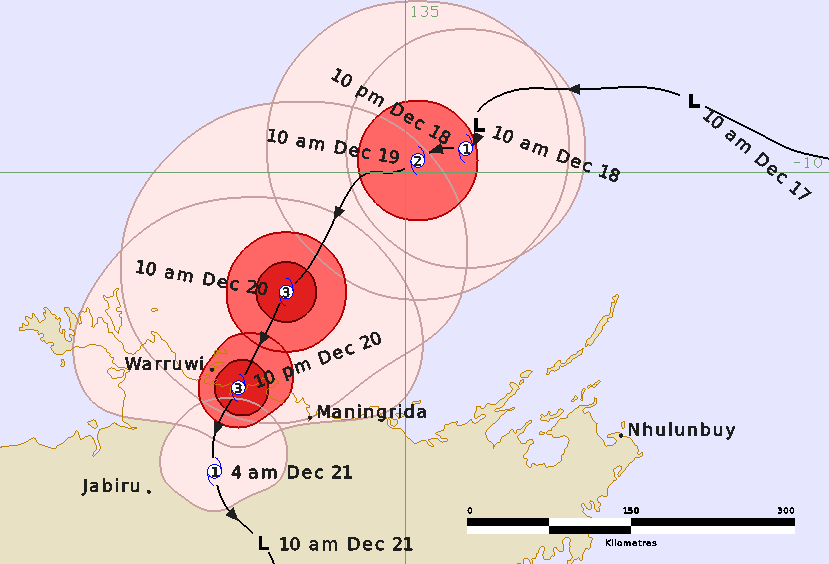 135
10 pm Dec 18
L
10 am Dec 17
L
10 am Dec 18
10 am Dec 19
1
2
-10
10 am Dec 20
3
Warruwi
10 pm Dec 20
3
Maningrida
Nhulunbuy
1
4 am Dec 21
Jabiru
0 150 300
Kilometres
L 10 am Dec 21